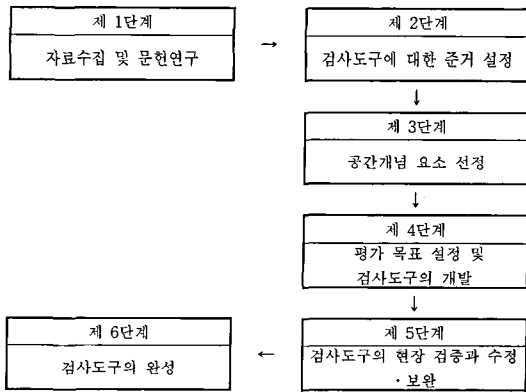 제 1단계
자료수집 및 문헌연구
→
제 2단계
검사도구에 대한 준거 설정
↓
제 3단계
공간개념 요소 선정
↓
제 4단계
평가 목표 설정 및
검사도구의 개발
↓
제 5단계
검사도구의 현장 검증과 수정
·보완
←
제 6단계
검사도구의 완성